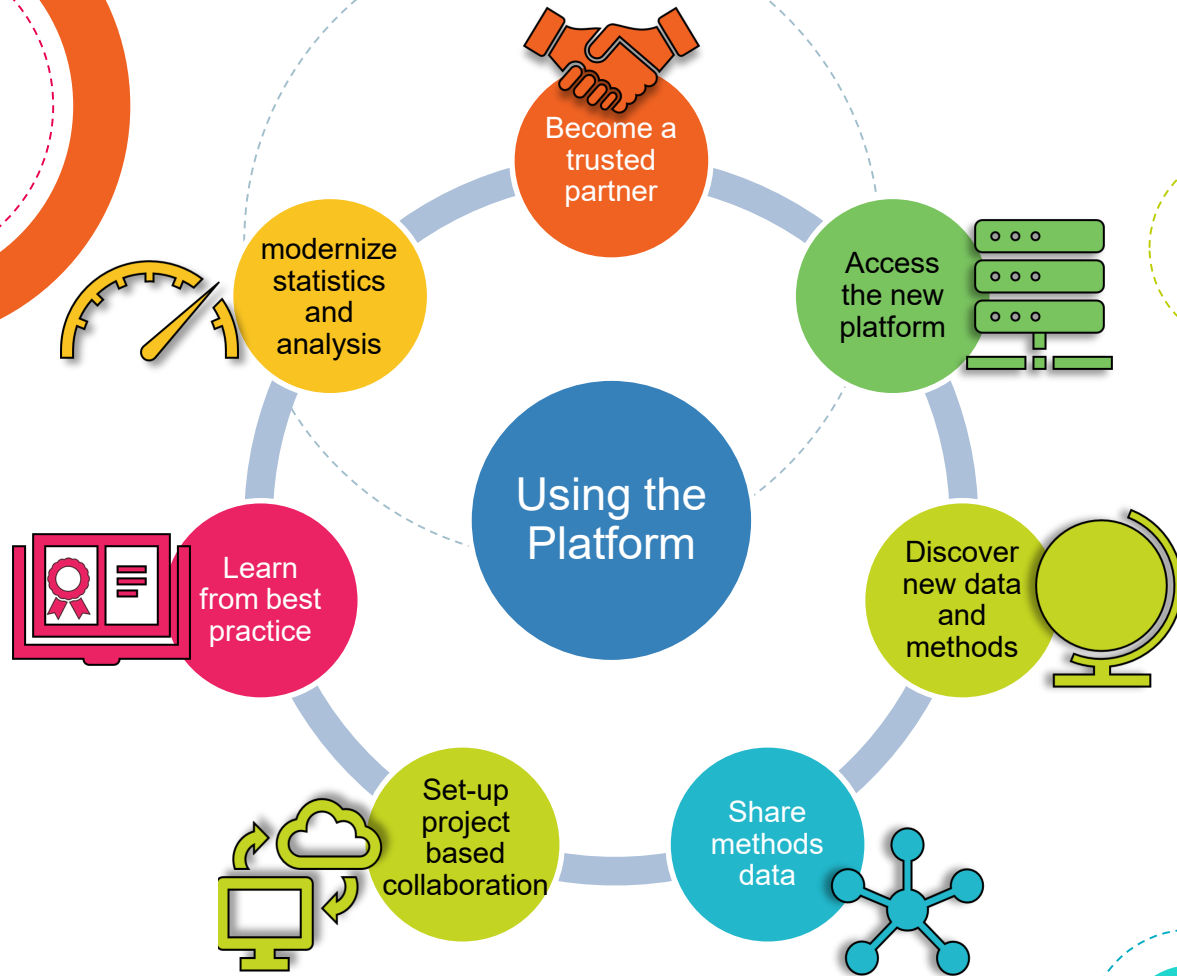 Become a
trusted
partner
Access
the new
platform
Discover
new data
and
methods
Share
methods
data
Set-up
project
based
collaboration
Learn
from best
practice
modernize
statistics
and
analysis
Using the
Platform